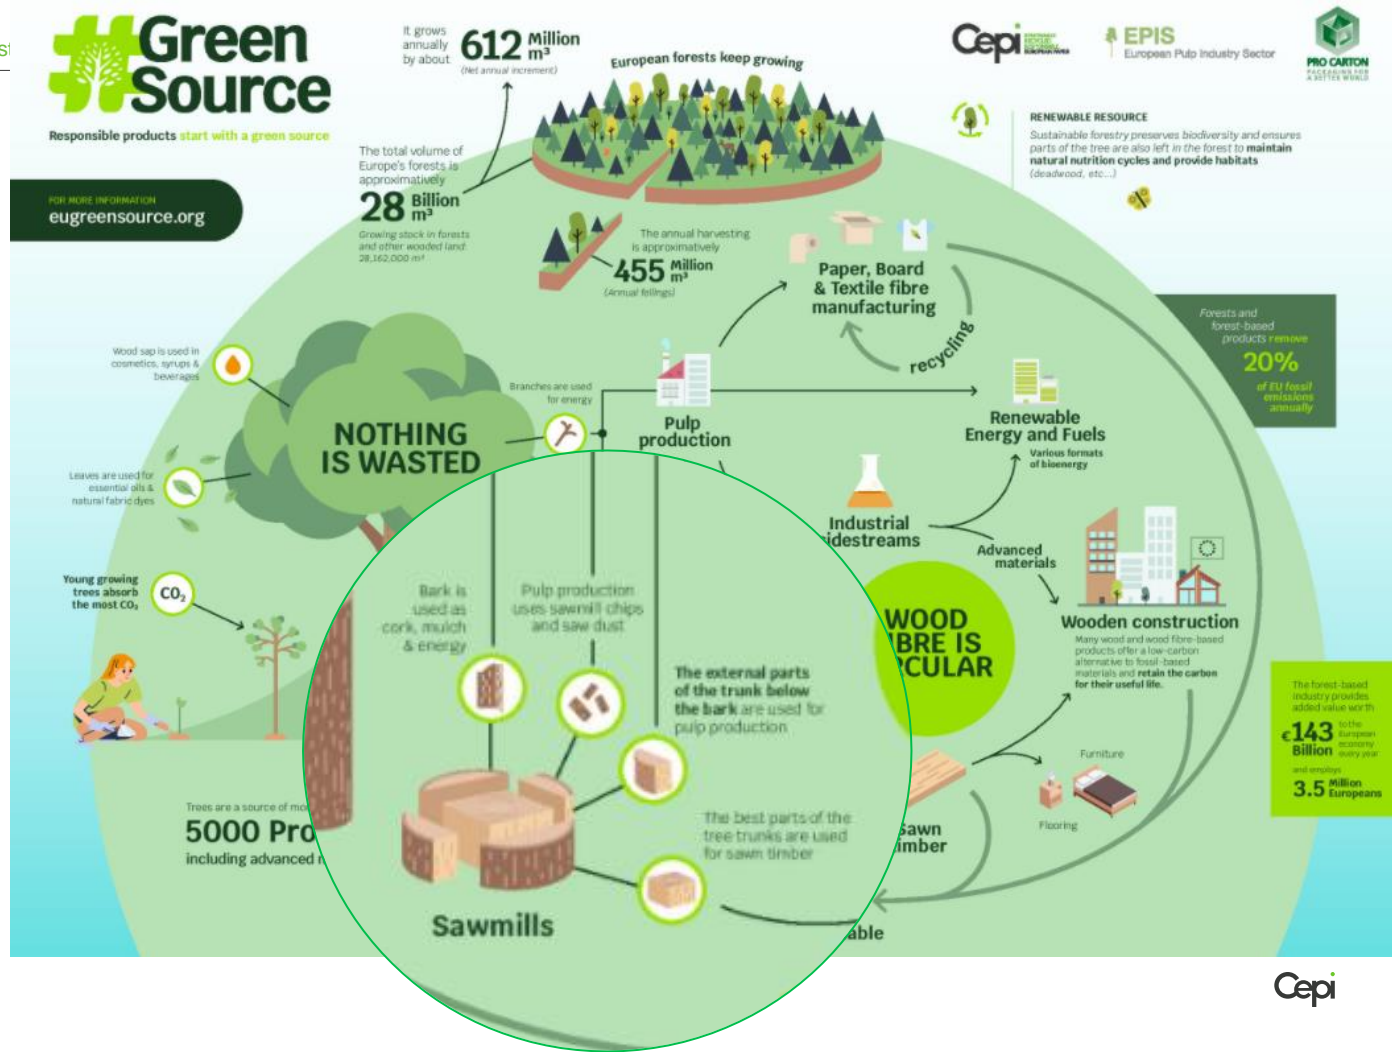 #Green
Source
Responsible products start with a green source
FOR MORE INFORMATION
eugreensource.org
It grows
annually
by about
612 Million
m³
(Net annual increment)
European forests keep growing
The total volume of
Europe's forests is
approximatively
28 Billion
m³
Growing stock in forests
and other wooded land:
28,162,000 m³
The annual harvesting
is approximatively
455 Million
m³
(Annual fellings)
Cepi
EPIS
European Pulp Industry Sector
PRO CARTON
PACKAGING FOR
A BETTER WORLD
RENEWABLE RESOURCE
Sustainable forestry preserves biodiversity and ensures
parts of the tree are also left in the forest to maintain
natural nutrition cycles and provide habitats
(deadwood, etc...)
Paper, Board
& Textile fibre
manufacturing
recycling
Forests and
forest-based
products remove
20%
of EU fossil
emissions
annually
Wood sap is used in
cosmetics, syrups &
beverages
Branches are used
for energy
NOTHING
IS WASTED
Pulp
production
Renewable
Energy and Fuels
Various formats
of bioenergy
Leaves are used for
essential oils &
natural fabric dyes
Industrial
idestreams
Advanced
materials
Young growing
trees absorb
the most CO₂
CO₂
Bark is
used as
cork, mulch
& energy
Pulp production
uses sawmill chips
and saw dust
WOOD
BRE IS
RCULAR
Wooden construction
Many wood and wood fibre-based
products offer a low-carbon
alternative to fossil-based
materials and retain the carbon
for their useful life.
The external parts
of the trunk below
the bark are used for
pulp production
The forest-based
industry provides
added value worth
€143
Billion
to the
European
economy
every year
and employs
3.5 Million
Europeans
Furniture
Flooring
Trees are a source of mo
5000 Pro
including advanced
The best parts of the
tree trunks are used
for sawn timber
Sawn
imber
Sawmills
able
Cepi